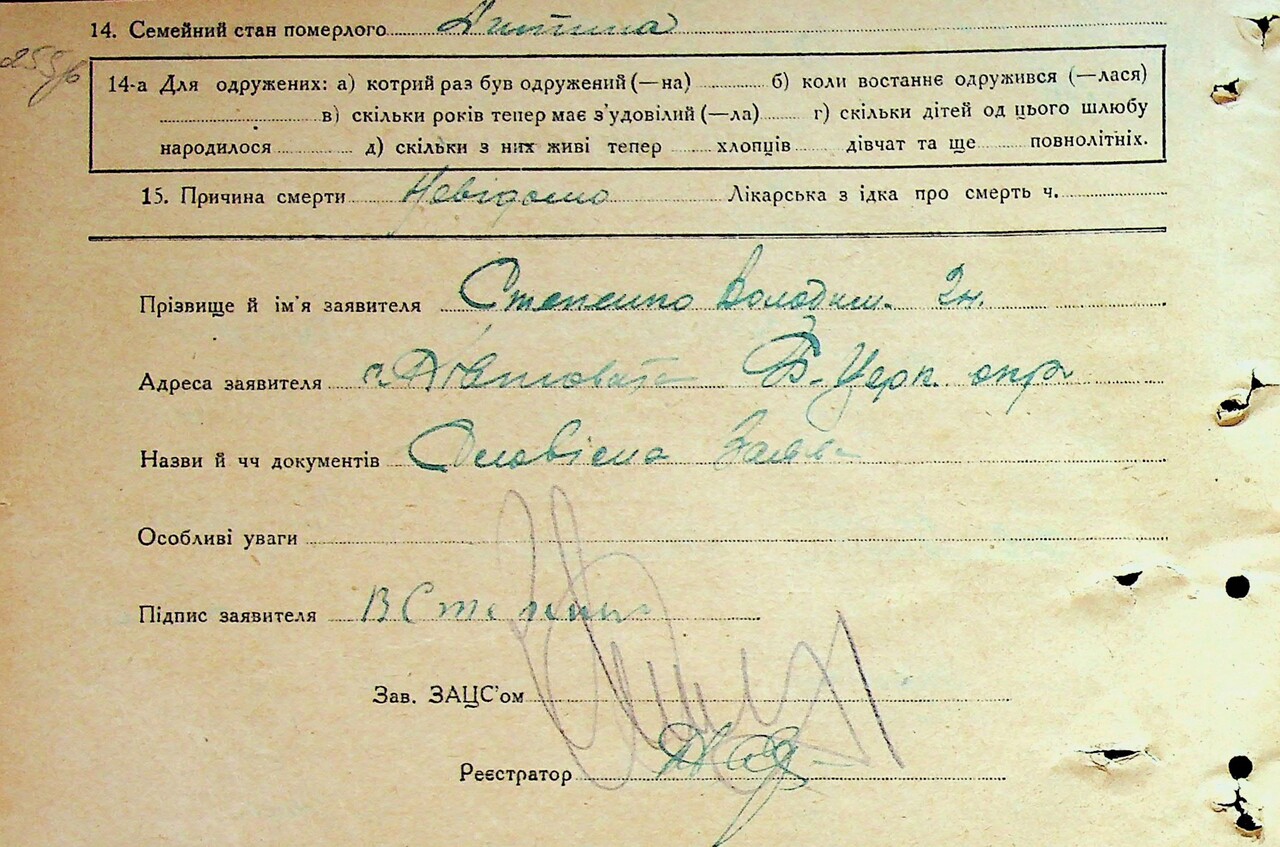 14. Семейний стан померлого Дитина
14-а Для одружених: а) котрий раз був одружений (—на) б) коли востаннє одружився (—лася)
в) скільки років тепер має з'удовілий (—ла) г) скільки дітей од цього шлюбу
народилося д) скільки з них живі тепер хлопців дівчат та ще повнолітніх.
15. Причина смерти Невідомо Лікарська з ідка про смерть ч.
Прізвище й ім'я заявителя Степенко Володим.
Адреса заявителя Б. Церк. окр
Назви й чч документів Словісна Заява
Особливі уваги
Підпис заявителя В Степенко
Зав. ЗАЦС'ом
Реєстратор